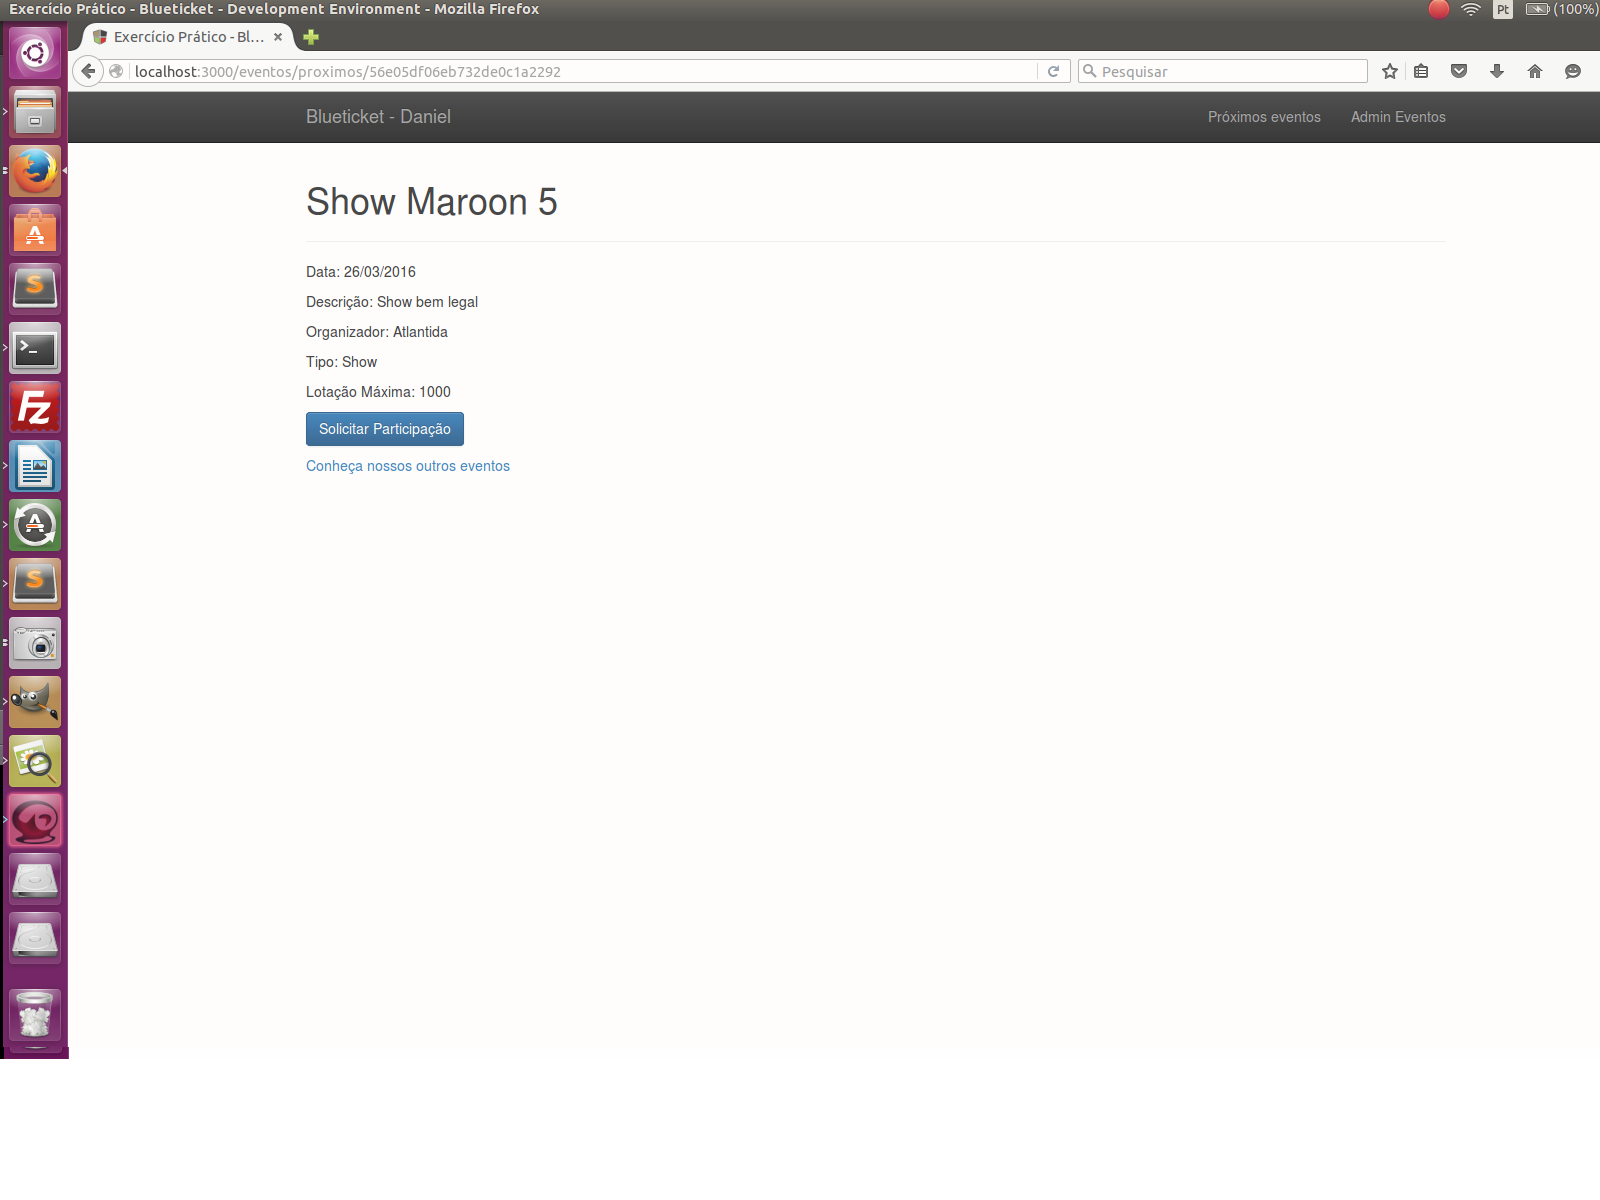 Exercício Prático - Blueticket - Development Environment - Mozilla Firefox
Pt
(100%)
Exercício Prático - Bl...
localhost:3000/eventos/proximos/56e05df06eb732de0c1a2292
Pesquisar
Blueticket - Daniel
Próximos eventos
Admin Eventos
Show Maroon 5
Data: 26/03/2016
Descrição: Show bem legal
Organizador: Atlantida
Tipo: Show
Lotação Máxima: 1000
Solicitar Participação
Conheça nossos outros eventos